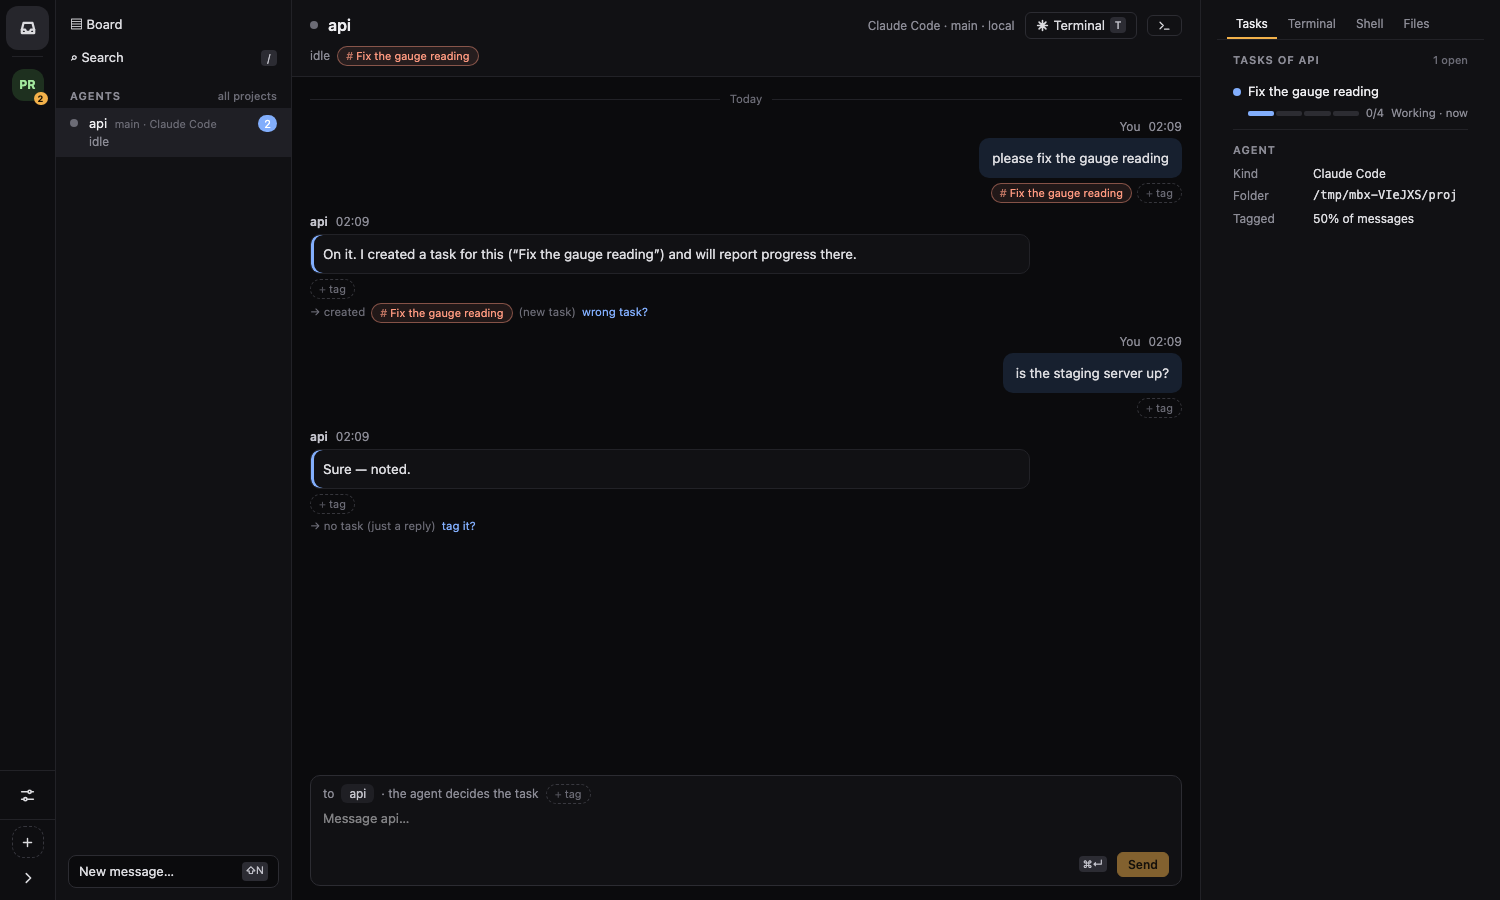 Board
Search /
PR
2
AGENTS all projects
api main · Claude Code 2
idle
New message... ⇧N
api
Claude Code · main · local
Terminal T
idle # Fix the gauge reading
Today
You 02:09
please fix the gauge reading
# Fix the gauge reading + tag
api 02:09
On it. I created a task for this (“Fix the gauge reading”) and will report progress there.
+ tag
→ created # Fix the gauge reading (new task) wrong task?
You 02:09
is the staging server up?
+ tag
api 02:09
Sure — noted.
+ tag
→ no task (just a reply) tag it?
to api · the agent decides the task + tag
Message api...
⌘↵ Send
Tasks Terminal Shell Files
TASKS OF API 1 open
Fix the gauge reading
0/4 Working · now
AGENT
Kind Claude Code
Folder /tmp/mbx-VIeJXS/proj
Tagged 50% of messages